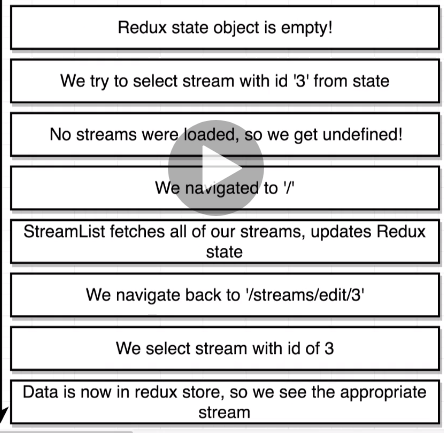 Redux state object is empty!
We try to select stream with id '3' from state
No streams were loaded, so we get undefined!
We navigated to '/'
StreamList fetches all of our streams, updates Redux
state
We navigate back to '/streams/edit/3'
We select stream with id of 3
Data is now in redux store, so we see the appropriate
stream